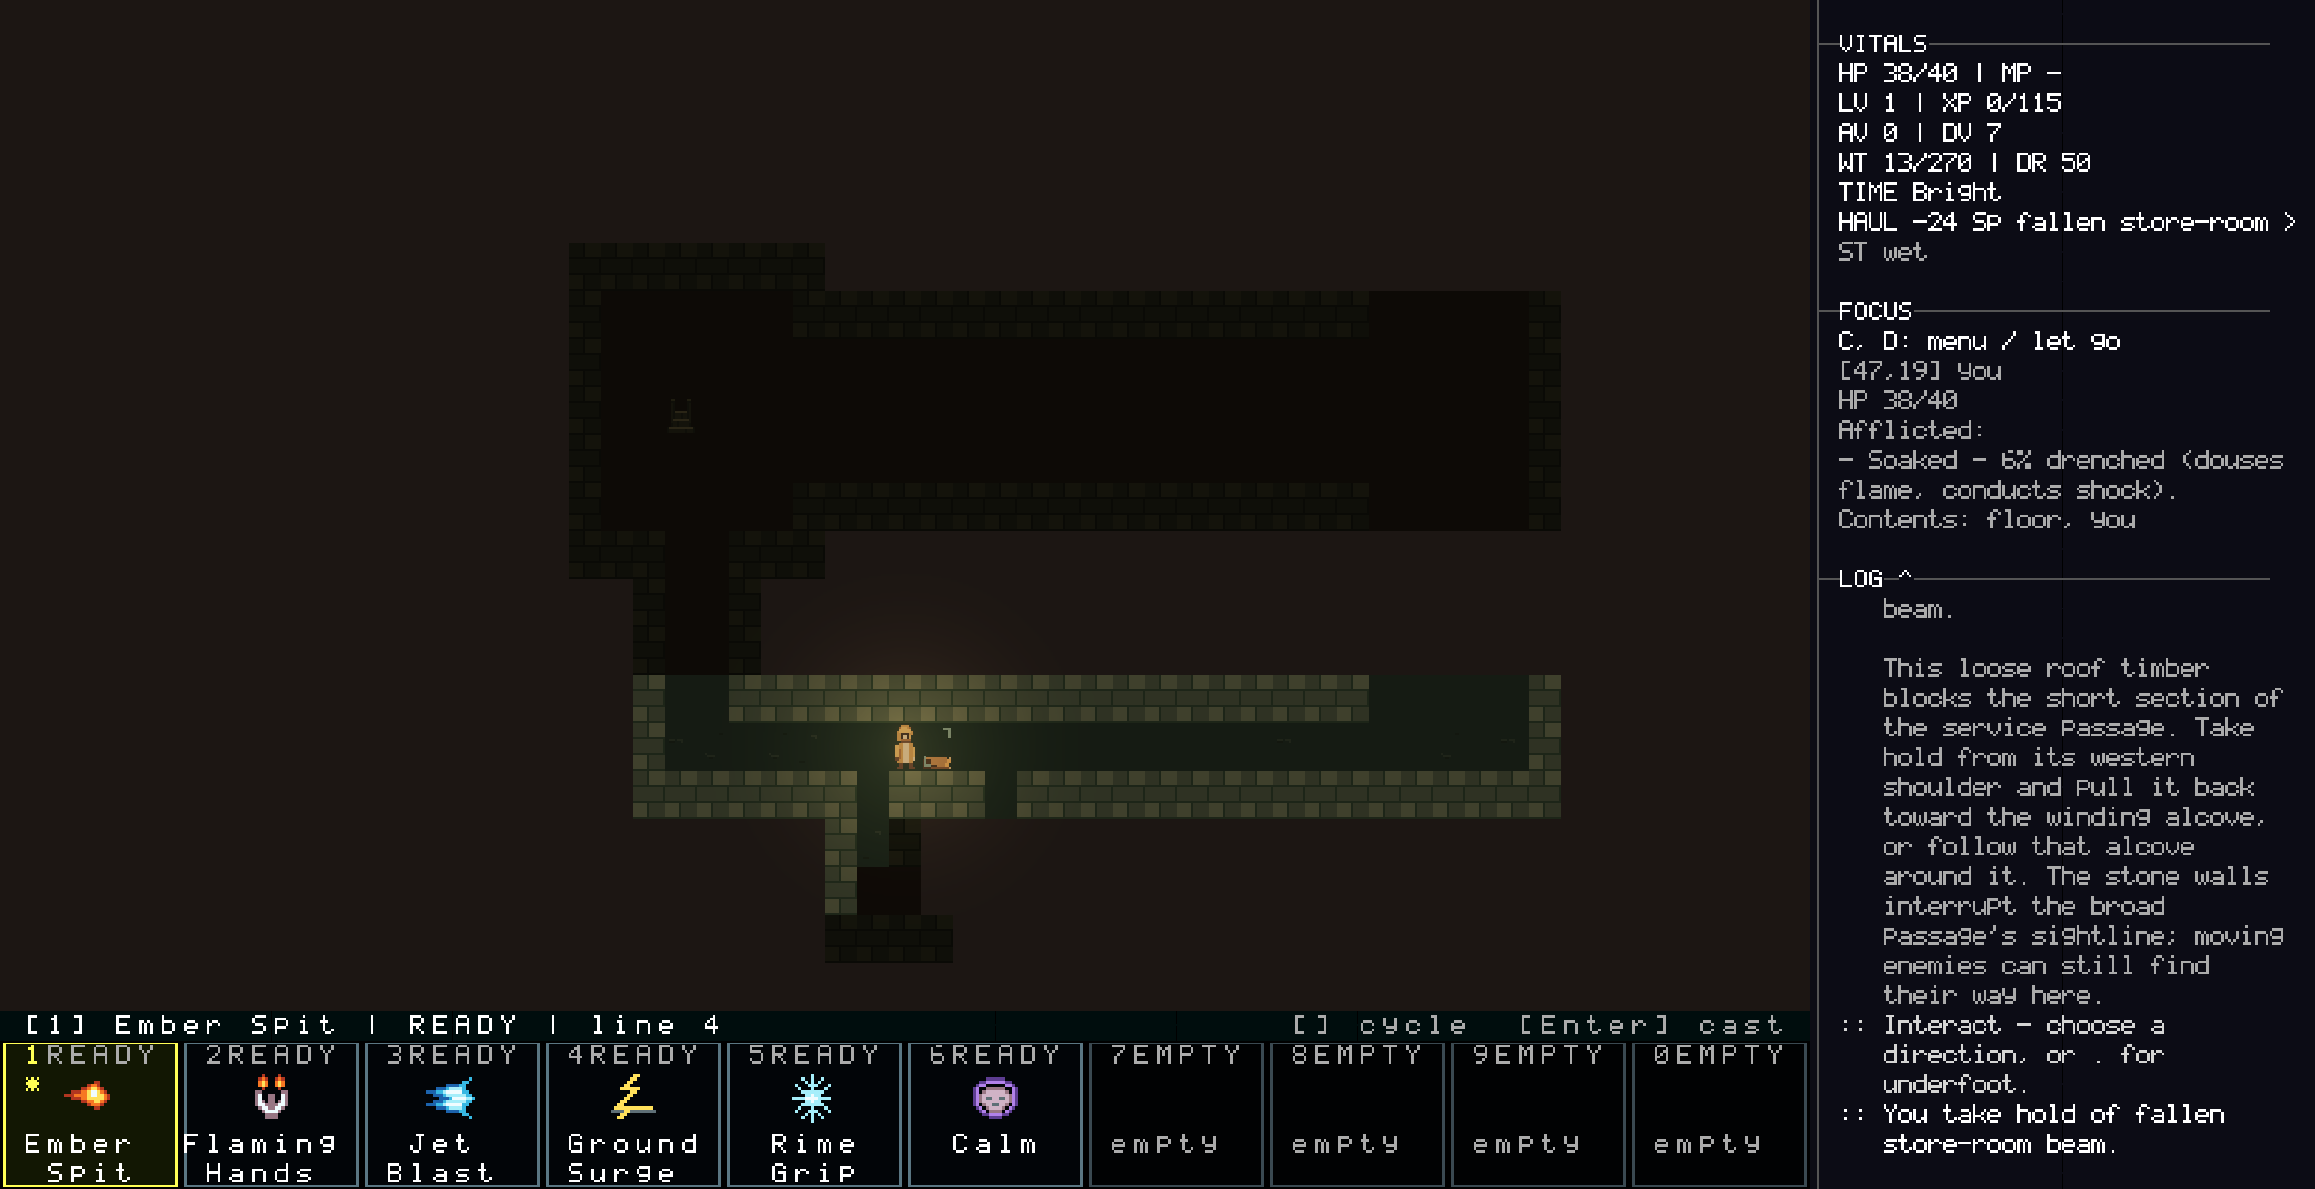 VITALS
HP 38/40 | MP -
LV 1 | XP 0/115
AV 0 | DV 7
WT 13/270 | DR 50
TIME Bright
HAUL -24 Sp fallen store-room >
ST wet
FOCUS
C, D: menu / let go
[47,19] You
HP 38/40
Afflicted:
- Soaked - 6% drenched (douses
flame, conducts shock).
Contents: floor, You
LOG ^
beam.
This loose roof timber
blocks the short section of
the service passage. Take
hold from its western
shoulder and pull it back
toward the winding alcove,
or follow that alcove
around it. The stone walls
interrupt the broad
passage's sightline; moving
enemies can still find
their way here.
:: Interact - choose a
direction, or . for
underfoot.
:: You take hold of fallen
store-room beam.
[1] Ember Spit | READY | line 4
[] cycle [Enter] cast
1READY
Ember
Spit
2READY
Flaming
Hands
3READY
Jet
Blast
4READY
Ground
Surge
5READY
Rime
Grip
6READY
Calm
7EMPTY
empty
8EMPTY
empty
9EMPTY
empty
0EMPTY
empty